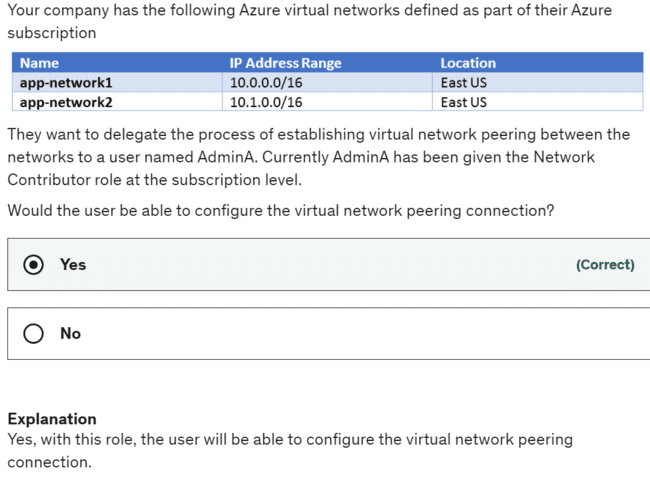 Your company has the following Azure virtual networks defined as part of their Azure
subscription
Name IP Address Range Location
app-network1 10.0.0.0/16 East US
app-network2 10.1.0.0/16 East US
They want to delegate the process of establishing virtual network peering between the
networks to a user named AdminA. Currently AdminA has been given the Network
Contributor role at the subscription level.
Would the user be able to configure the virtual network peering connection?
Yes (Correct)
No
Explanation
Yes, with this role, the user will be able to configure the virtual network peering
connection.